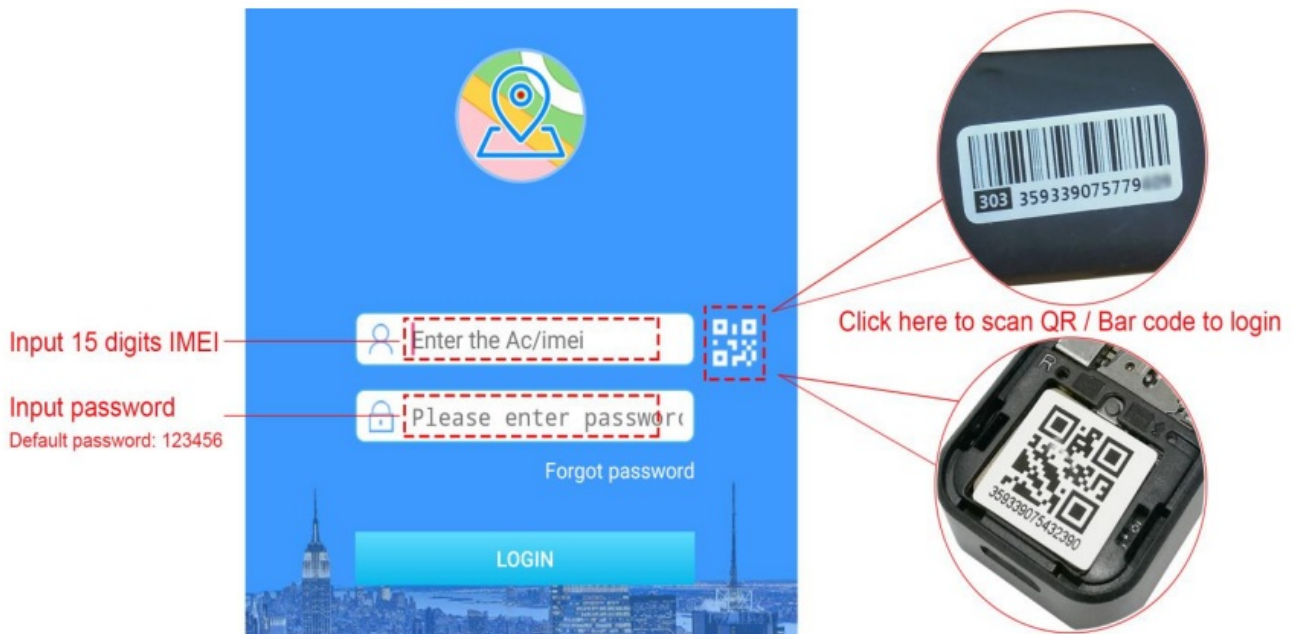 Input 15 digits IMEI
Enter the Ac/imei
Input password
Default password: 123456
Please enter passwor
Forgot password
LOGIN
303 359339075779
Click here to scan QR / Bar code to login
R
359339075432390